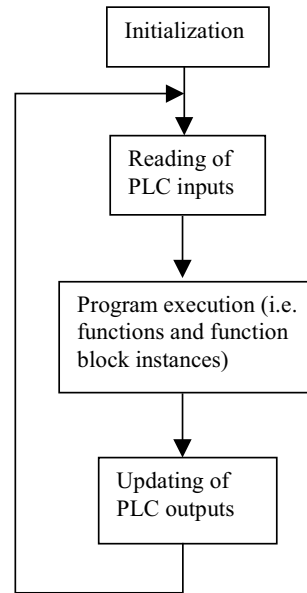 Initialization
Reading of
PLC inputs
Program execution (i.e.
functions and function
block instances)
Updating of
PLC outputs